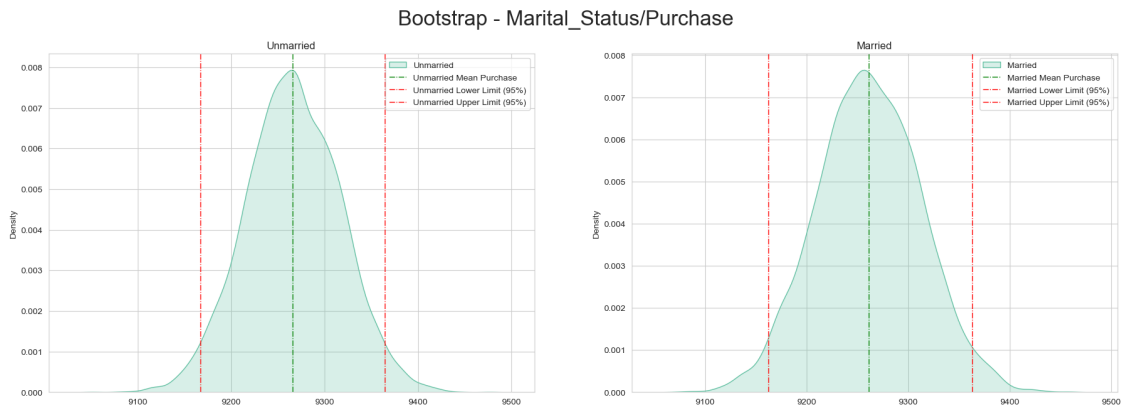 Bootstrap - Marital_Status/Purchase
Unmarried
Unmarried
Unmarried Mean Purchase
Unmarried Lower Limit (95%)
Unmarried Upper Limit (95%)
Density
0.008
0.007
0.006
0.005
0.004
0.003
0.002
0.001
0.000
9100 9200 9300 9400 9500
Married
Married
Married Mean Purchase
Married Lower Limit (95%)
Married Upper Limit (95%)
Density
0.008
0.007
0.006
0.005
0.004
0.003
0.002
0.001
0.000
9100 9200 9300 9400 9500